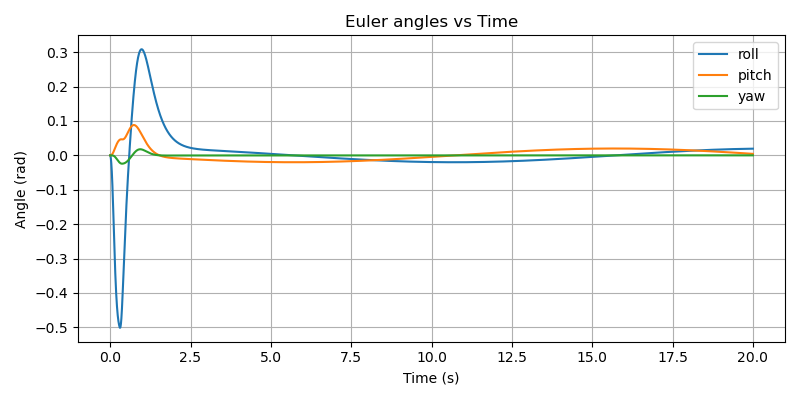 Euler angles vs Time
Angle (rad)
0.3
0.2
0.1
0.0
−0.1
−0.2
−0.3
−0.4
−0.5
roll
pitch
yaw
0.0 2.5 5.0 7.5 10.0 12.5 15.0 17.5 20.0
Time (s)